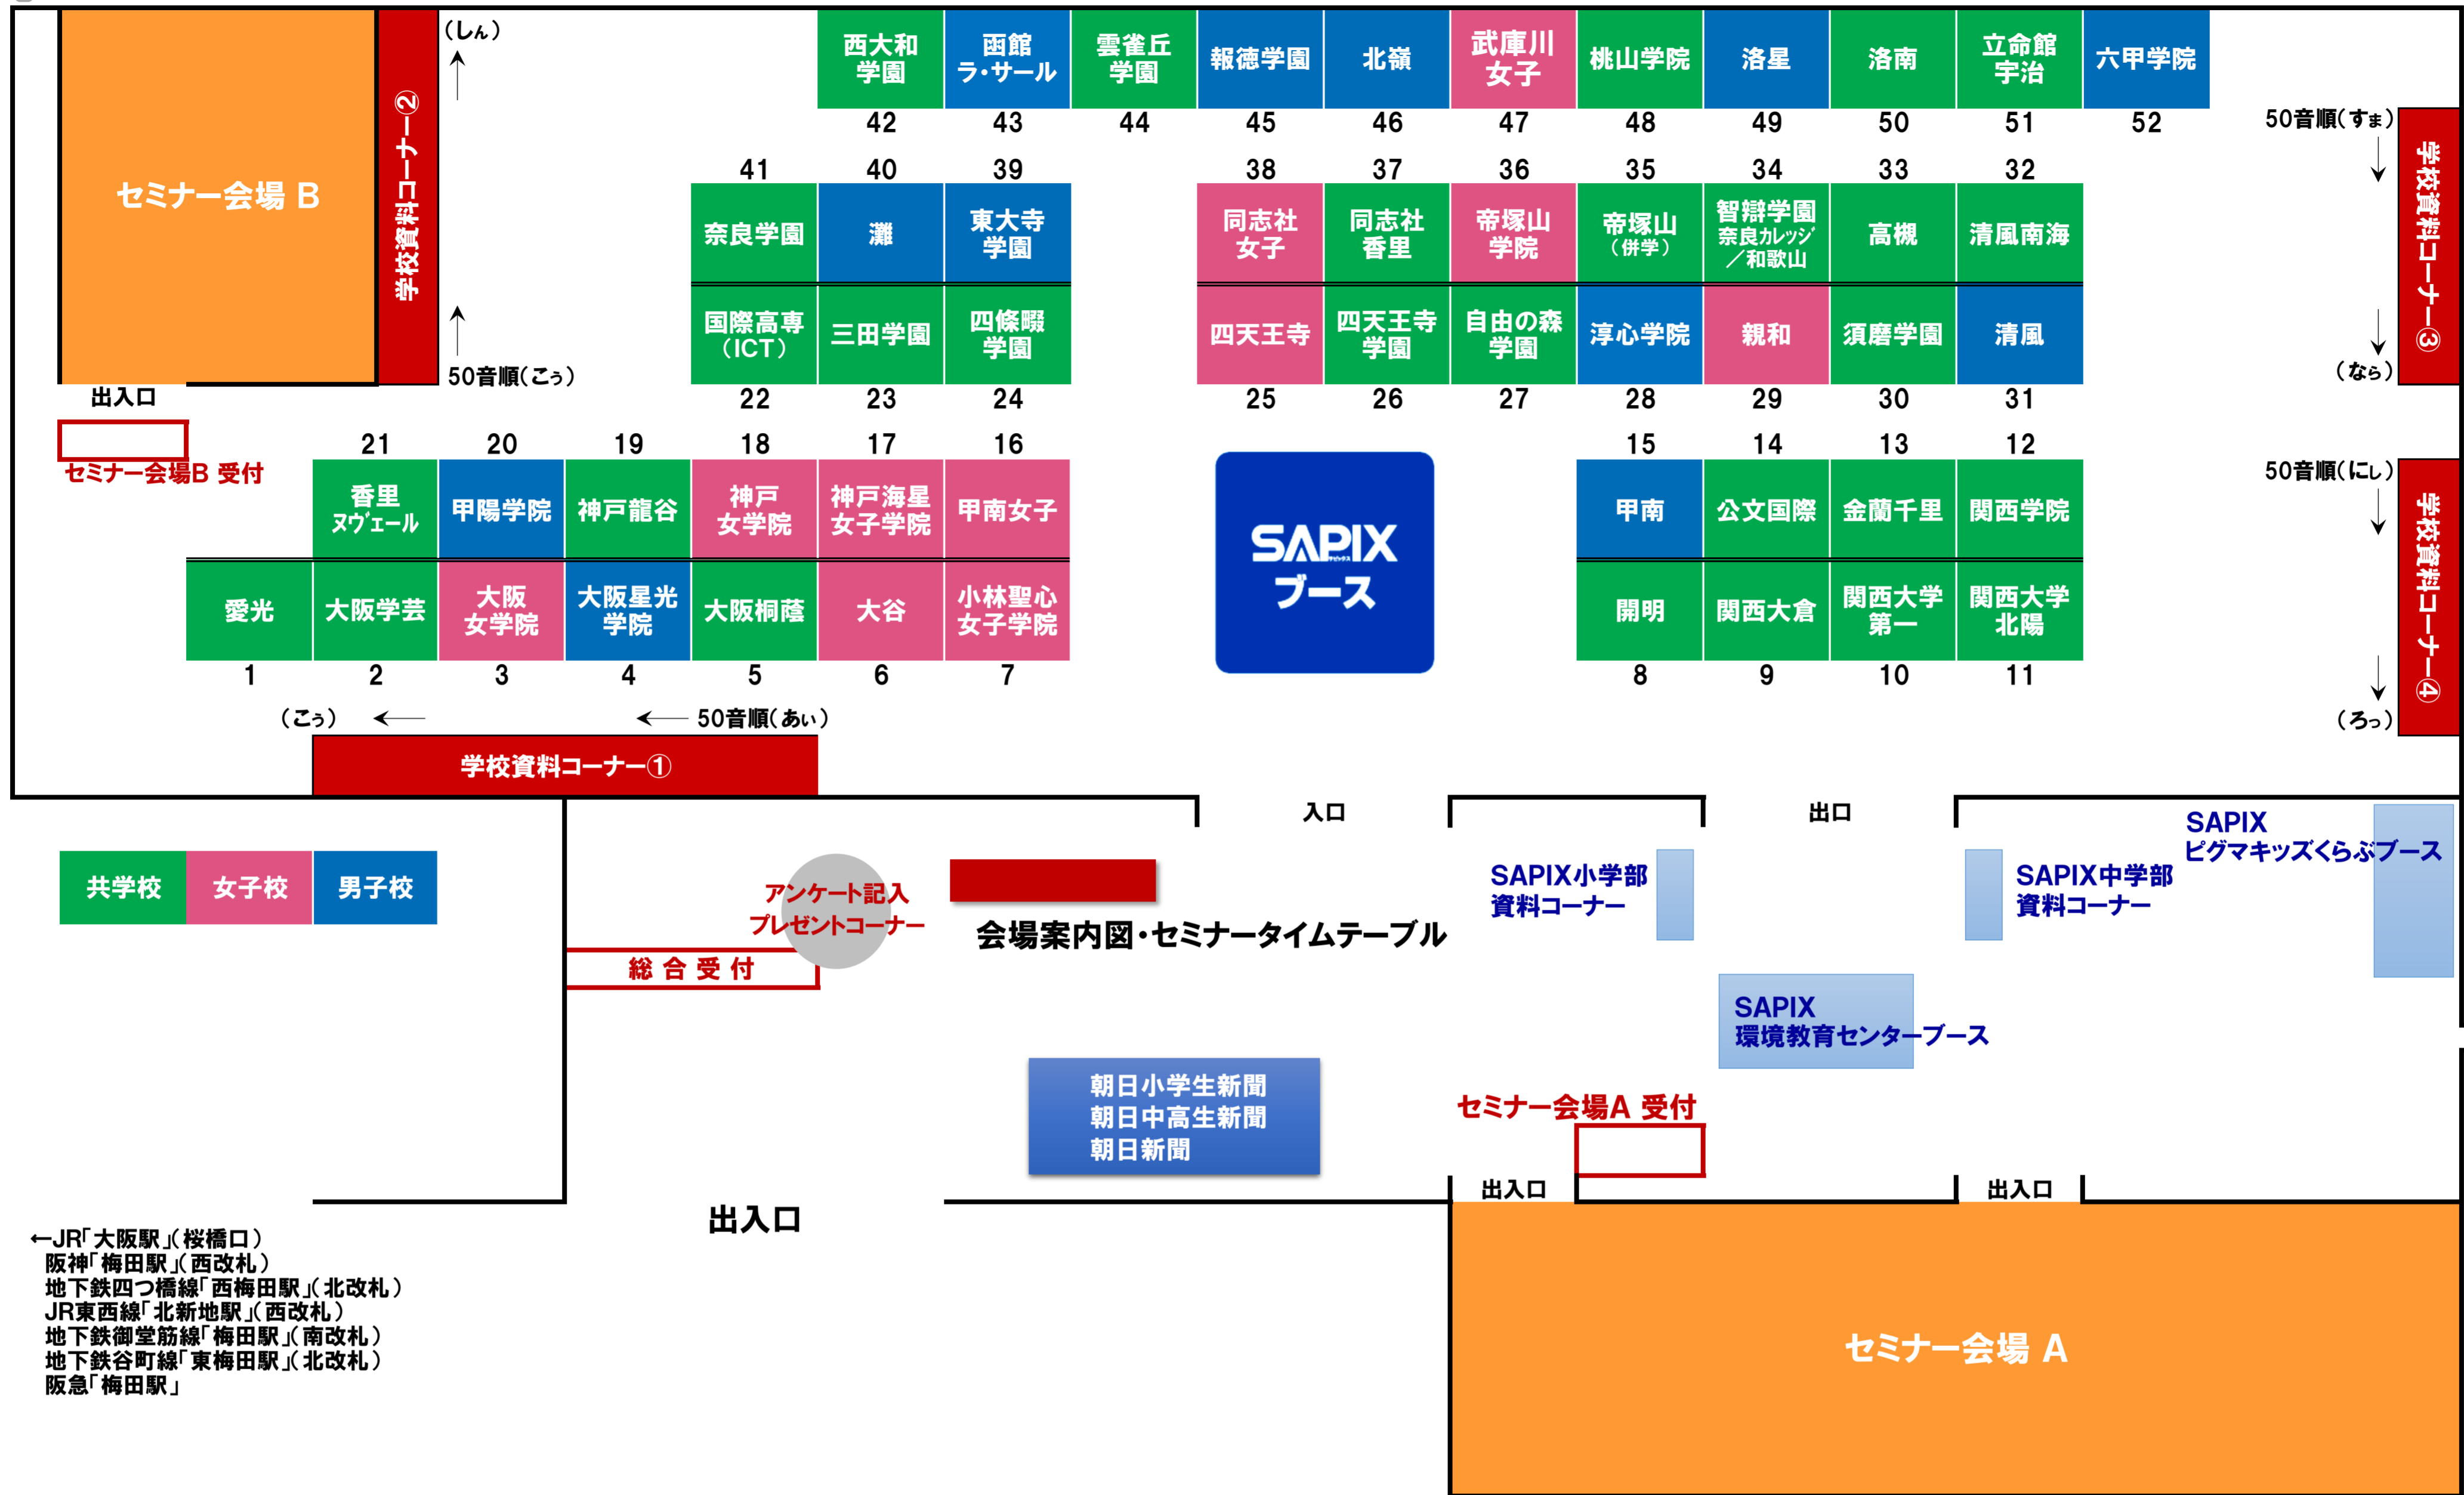 セミナー会場 B
学校資料コーナー②
(しん)
50音順(こう)
出入口
セミナー会場B 受付
西大和
学園
42
函館
ラ・サール
43
雲雀丘
学園
44
報徳学園
45
北嶺
46
武庫川
女子
47
桃山学院
48
洛星
49
洛南
50
立命館
宇治
51
六甲学院
52
41
奈良学園
40
灘
39
東大寺
学園
38
同志社
女子
37
同志社
香里
36
帝塚山
学院
35
帝塚山
(併学)
34
智辯学園
奈良カレッジ
／和歌山
33
高槻
32
清風南海
国際高専
(ICT)
22
三田学園
23
四條畷
学園
24
四天王寺
25
四天王寺
学園
26
自由の森
学園
27
淳心学院
28
親和
29
須磨学園
30
清風
31
50音順(すま)
学校資料コーナー③
(なら)
21
香里
ヌヴェール
20
甲陽学院
19
神戸龍谷
18
神戸
女学院
17
神戸海星
女子学院
16
甲南女子
15
甲南
14
公文国際
13
金蘭千里
12
関西学院
愛光
1
大阪学芸
2
大阪
女学院
3
大阪星光
学院
4
大阪桐蔭
5
大谷
6
小林聖心
女子学院
7
SAPIX
ブース
開明
8
関西大倉
9
関西大学
第一
10
関西大学
北陽
11
50音順(にし)
学校資料コーナー④
(ろっ)
(こう)
50音順(あい)
学校資料コーナー①
入口
出口
共学校
女子校
男子校
アンケート記入
プレゼントコーナー
総合受付
会場案内図・セミナータイムテーブル
SAPIX小学部
資料コーナー
SAPIX中学部
資料コーナー
SAPIX
ピグマキッズくらぶブース
SAPIX
環境教育センターブース
朝日小学生新聞
朝日中高生新聞
朝日新聞
セミナー会場A 受付
出入口
出入口
出入口
←JR「大阪駅」(桜橋口)
阪神「梅田駅」(西改札)
地下鉄四つ橋線「西梅田駅」(北改札)
JR東西線「北新地駅」(西改札)
地下鉄御堂筋線「梅田駅」(南改札)
地下鉄谷町線「東梅田駅」(北改札)
阪急「梅田駅」
セミナー会場 A